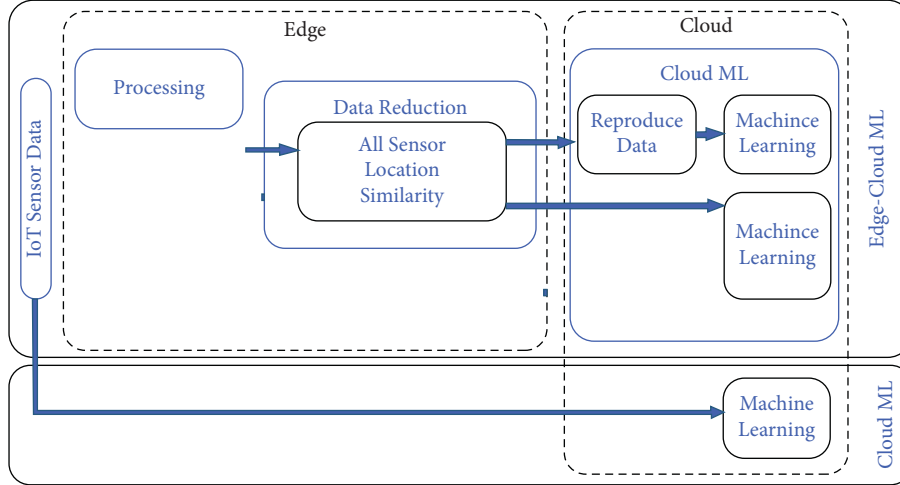 Edge
Cloud
Processing
Data Reduction
All Sensor
Location
Similarity
Cloud ML
Reproduce
Data
Machince
Learning
Machince
Learning
IoT Sensor Data
Edge-Cloud ML
Machine
Learning
Cloud ML